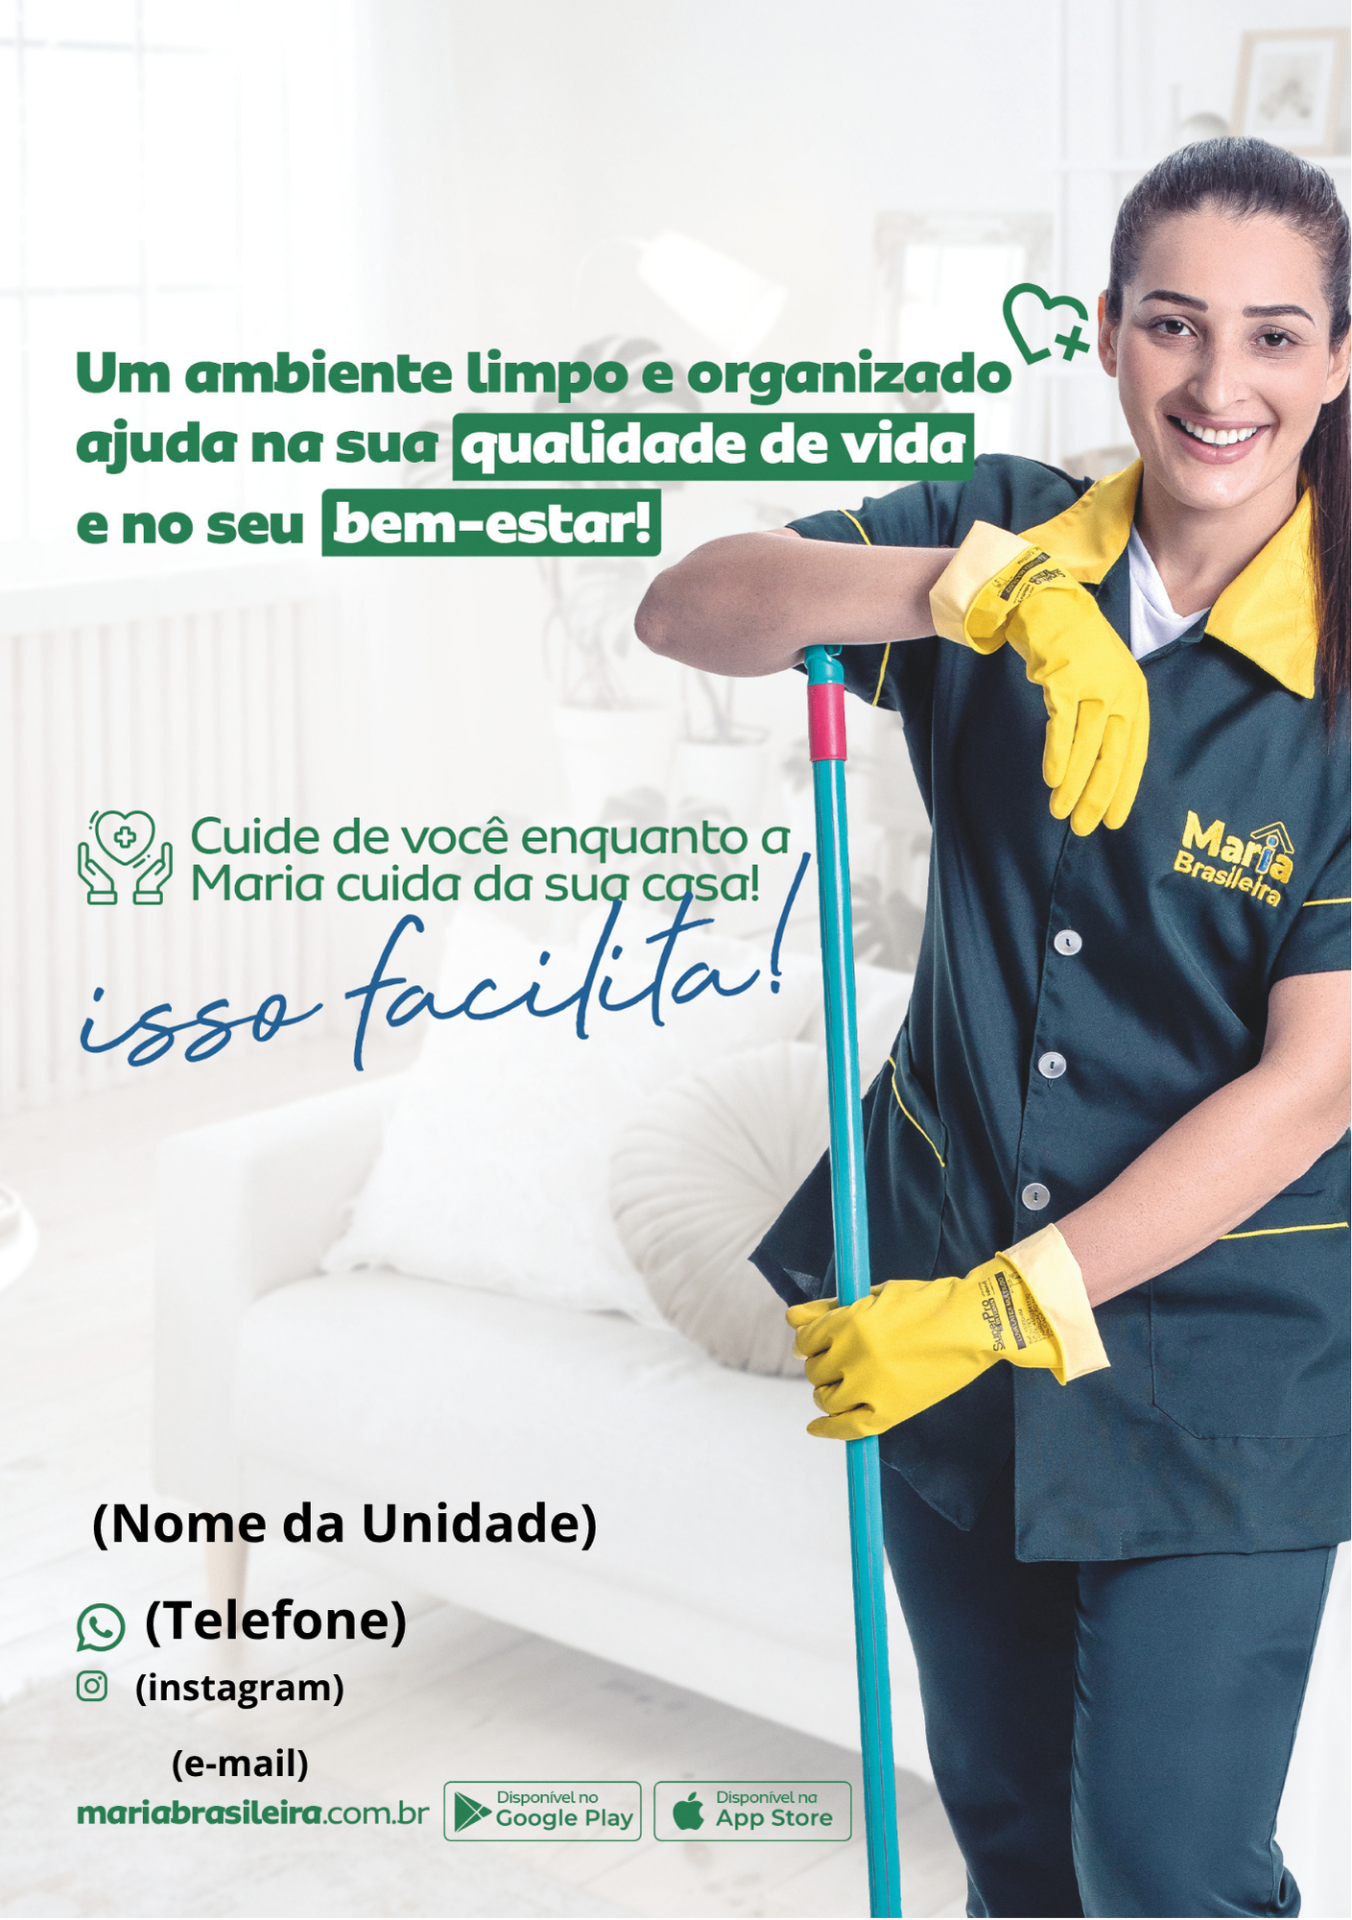 Um ambiente limpo e organizado
ajuda na sua qualidade de vida
e no seu bem-estar!
Cuide de você enquanto a
Maria cuida da sua casa!
isso facilita!
Maria
Brasileira
SuperPro
(Nome da Unidade)
(Telefone)
(instagram)
(e-mail)
mariabrasileira.com.br
Disponível no
Google Play
Disponível na
App Store